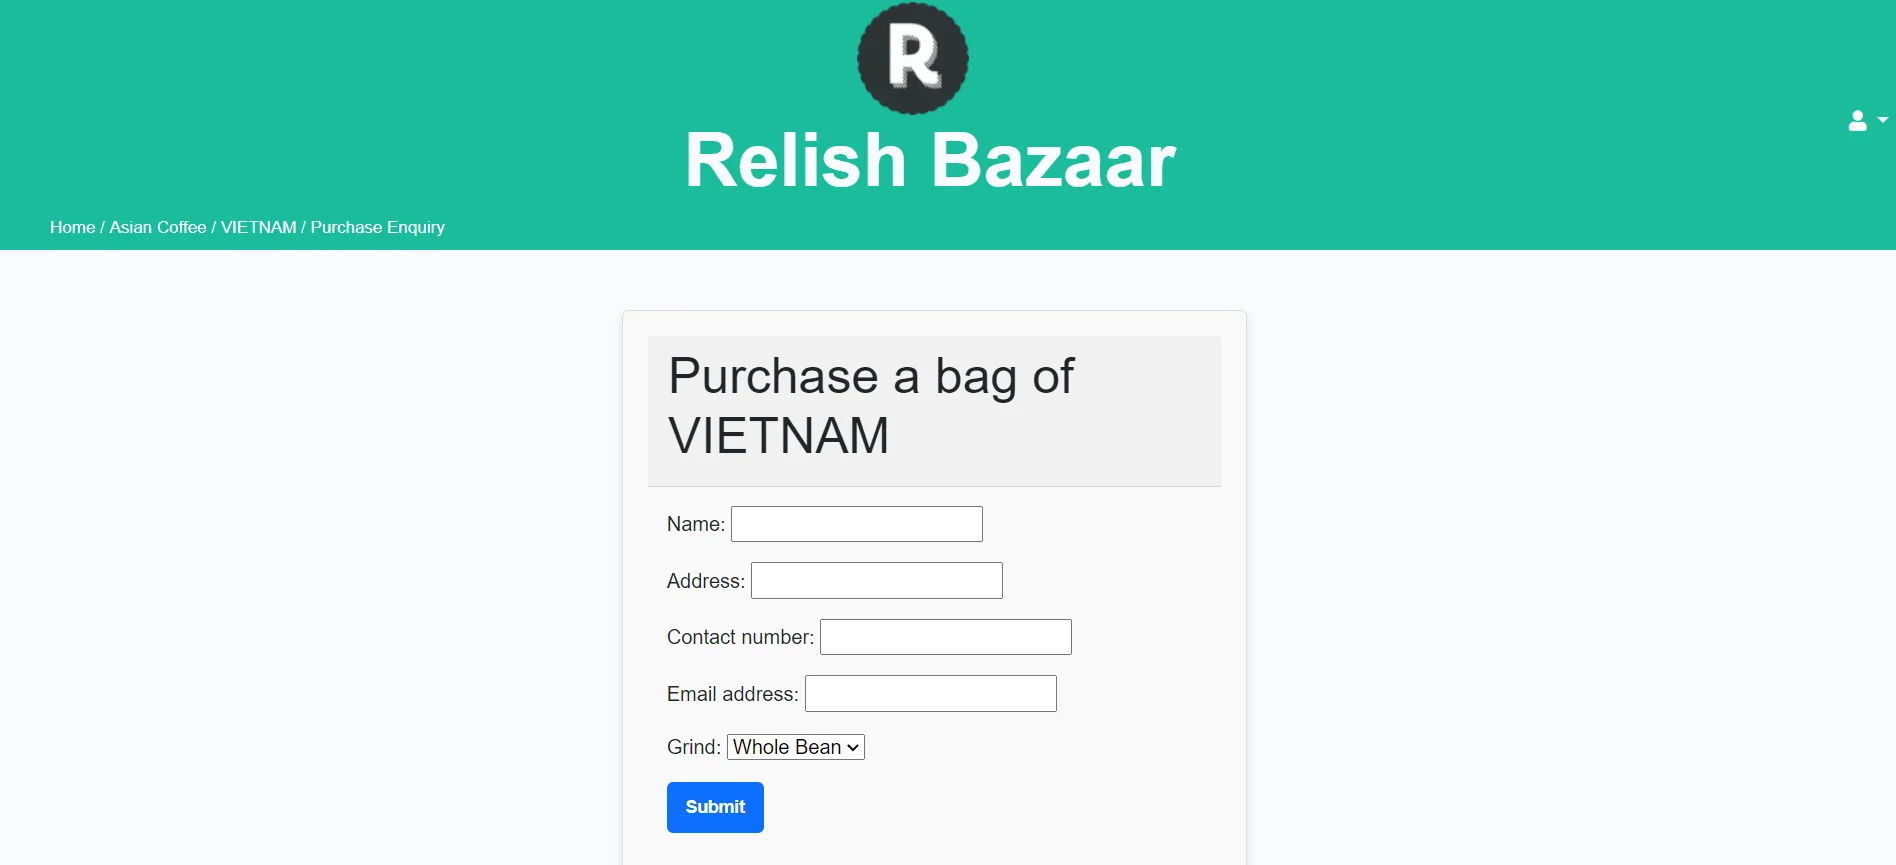 R
Relish Bazaar
Home / Asian Coffee / VIETNAM / Purchase Enquiry
Purchase a bag of
VIETNAM
Name:
Address:
Contact number:
Email address:
Grind: Whole Bean
Submit